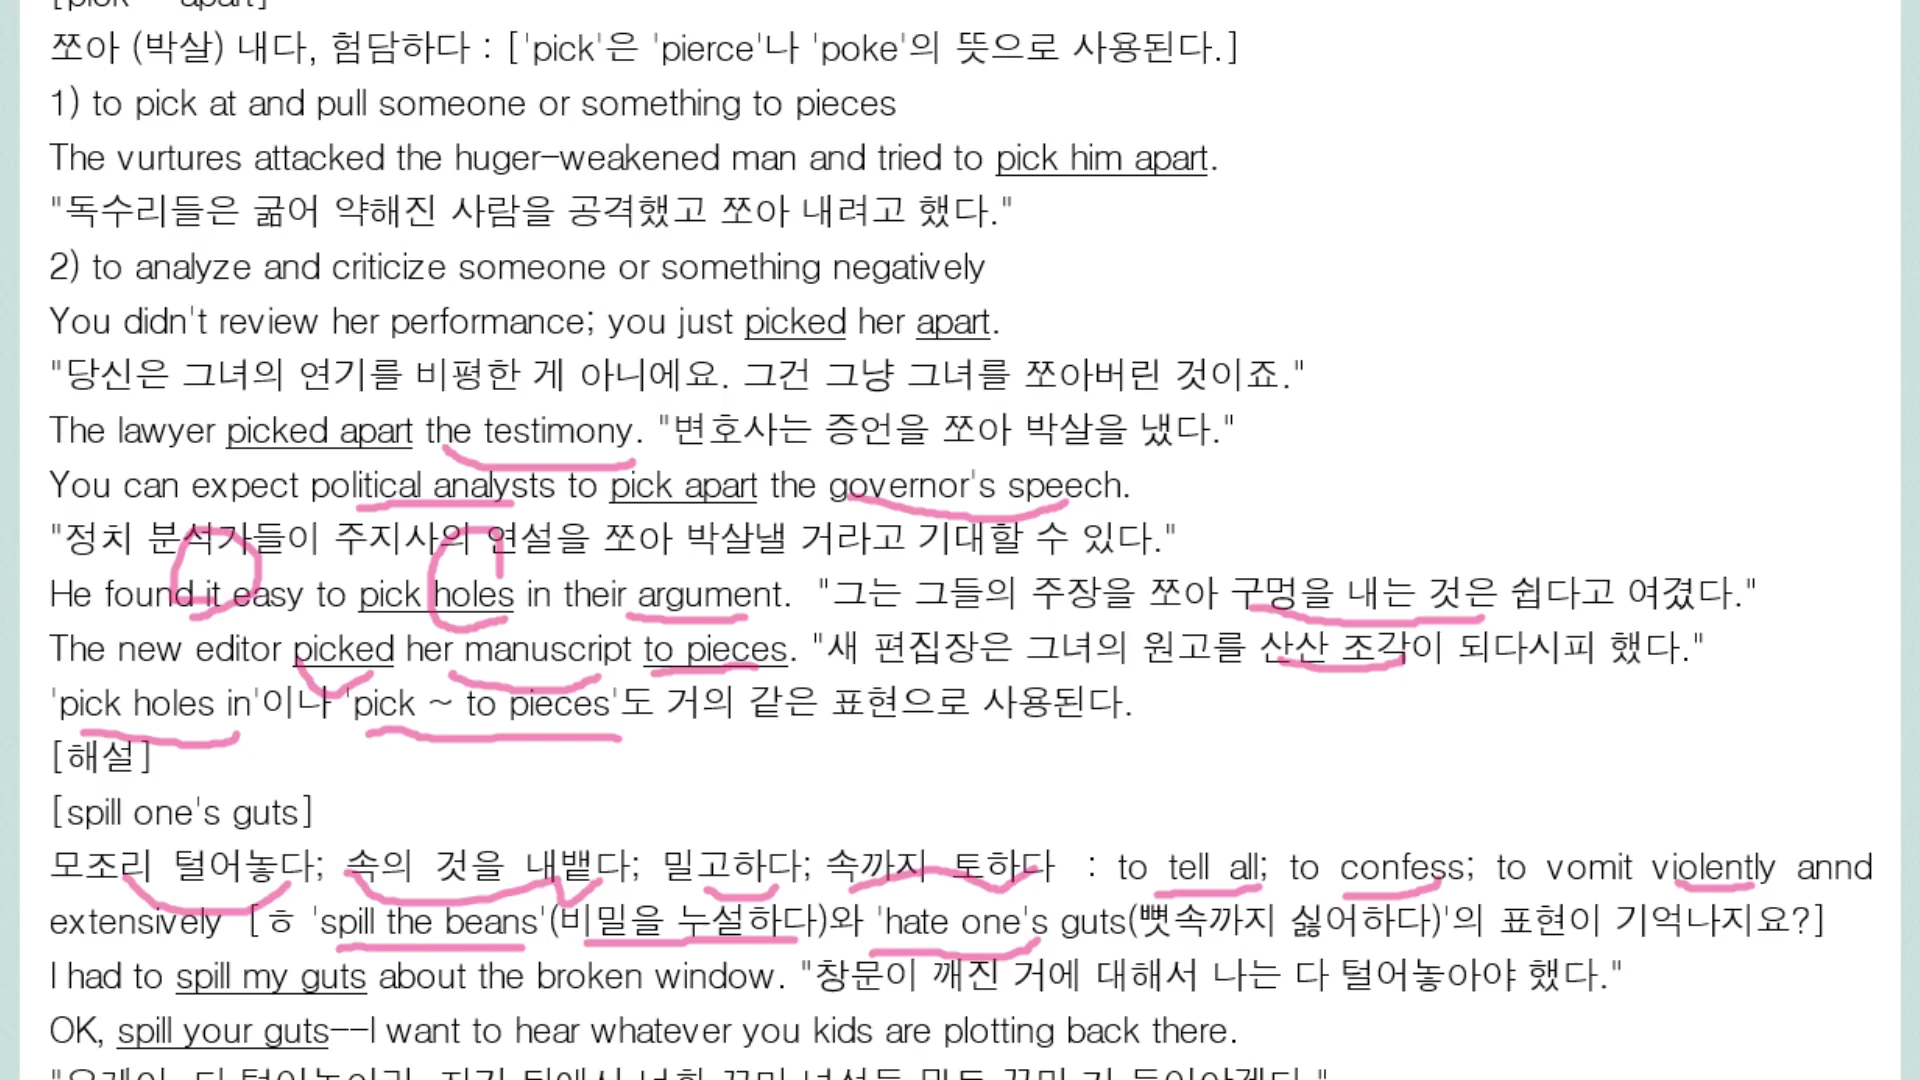 [pick ~ apart]
쪼아 (박살) 내다, 험담하다 : ['pick'은 'pierce'나 'poke'의 뜻으로 사용된다.]
1) to pick at and pull someone or something to pieces
The vurtures attacked the huger-weakened man and tried to pick him apart.
"독수리들은 굶어 약해진 사람을 공격했고 쪼아 내려고 했다."
2) to analyze and criticize someone or something negatively
You didn't review her performance; you just picked her apart.
"당신은 그녀의 연기를 비평한 게 아니에요. 그건 그냥 그녀를 쪼아버린 것이죠."
The lawyer picked apart the testimony. "변호사는 증언을 쪼아 박살을 냈다."
You can expect political analysts to pick apart the governor's speech.
"정치 분석가들이 주지사의 연설을 쪼아 박살낼 거라고 기대할 수 있다."
He found it easy to pick holes in their argument. "그는 그들의 주장을 쪼아 구멍을 내는 것은 쉽다고 여겼다."
The new editor picked her manuscript to pieces. "새 편집장은 그녀의 원고를 산산 조각이 되다시피 했다."
'pick holes in'이나 'pick ~ to pieces'도 거의 같은 표현으로 사용된다.
[해설]
[spill one's guts]
모조리 털어놓다; 속의 것을 내뱉다; 밀고하다; 속까지 토하다 : to tell all; to confess; to vomit violently annd
extensively [ㅎ 'spill the beans'(비밀을 누설하다)와 'hate one's guts(뼛속까지 싫어하다)'의 표현이 기억나지요?]
I had to spill my guts about the broken window. "창문이 깨진 거에 대해서 나는 다 털어놓아야 했다."
OK, spill your guts--I want to hear whatever you kids are plotting back there.